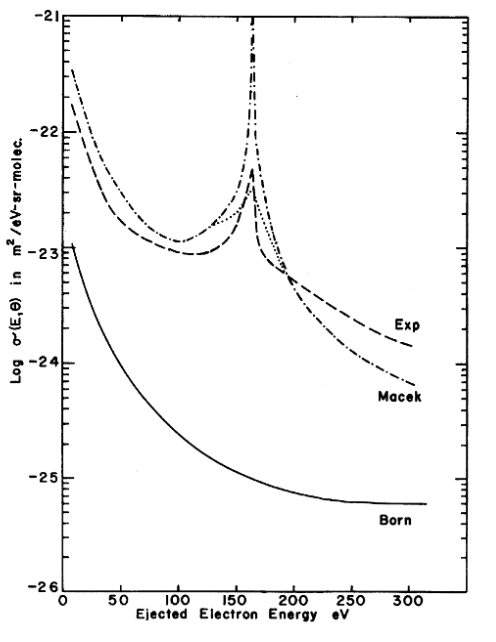 -21
-22
-23
-24
-25
-26
Log σ(E,θ) in m²/eV-sr-molec.
Exp
Macek
Born
0 50 100 150 200 250 300
Ejected Electron Energy eV